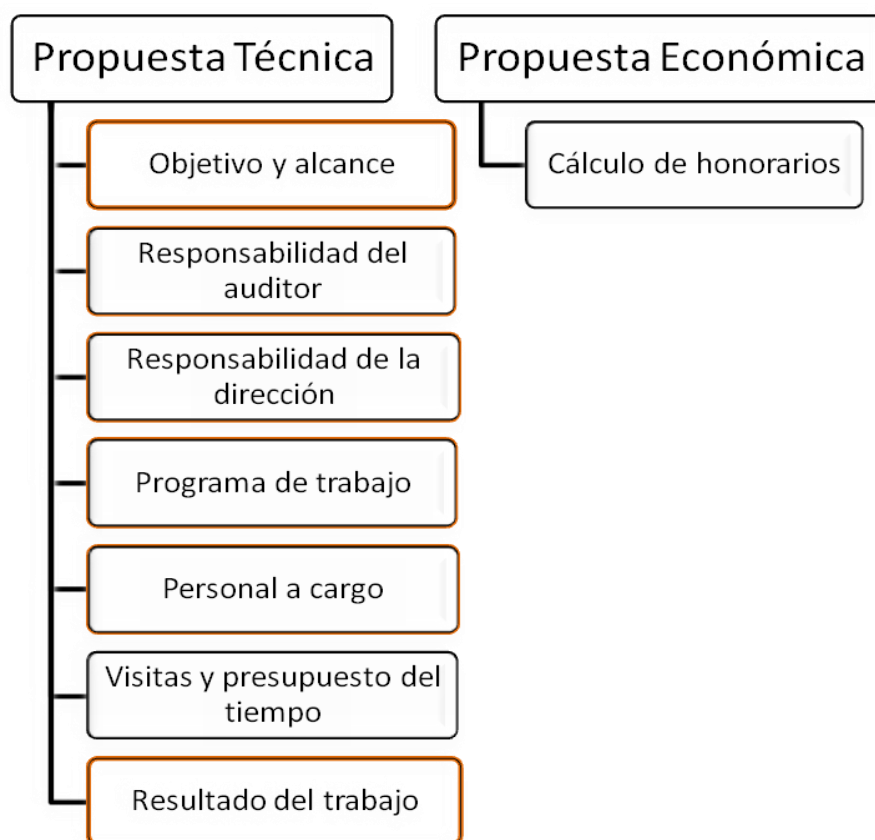 Propuesta Técnica
Objetivo y alcance
Responsabilidad del
auditor
Responsabilidad de la
dirección
Programa de trabajo
Personal a cargo
Visitas y presupuesto del
tiempo
Resultado del trabajo
Propuesta Económica
Cálculo de honorarios